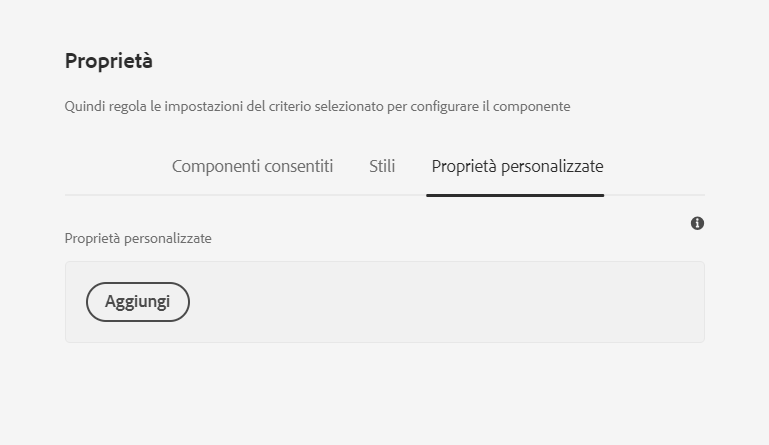 Proprietà
Quindi regola le impostazioni del criterio selezionato per configurare il componente
Componenti consentiti Stili Proprietà personalizzate
Proprietà personalizzate
Aggiungi